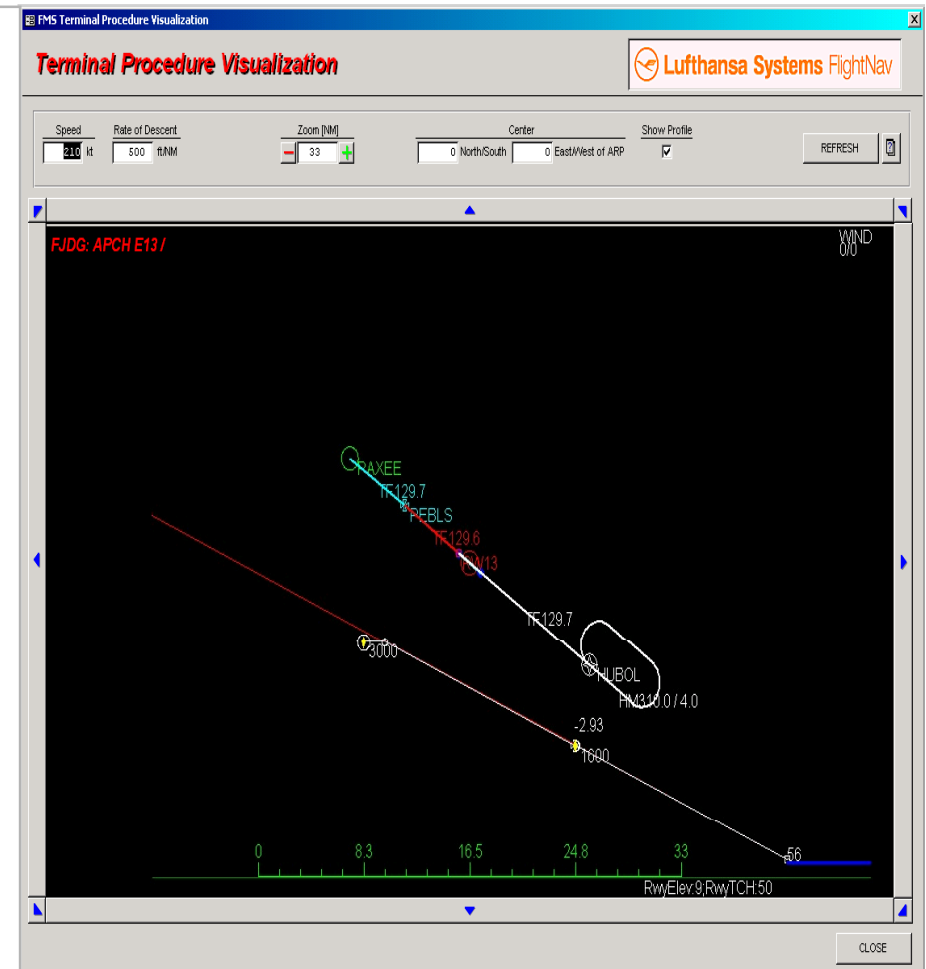 FMS Terminal Procedure Visualization
Terminal Procedure Visualization
Lufthansa Systems FlightNav
Speed Rate of Descent Zoom [NM] Center Show Profile
210 kt 500 ft/NM 33 0 North/South 0 East/West of ARP REFRESH
FJDG: APCH E13 /
WIND
0/0
RAXEE
TF129.7
PEBLS
TF129.6
RW13
TF129.7
HUBOL
HM310.0 / 4.0
3000
-2.93
1600
56
0 8.3 16.5 24.8 33
RwyElev:9;RwyTCH:50
CLOSE